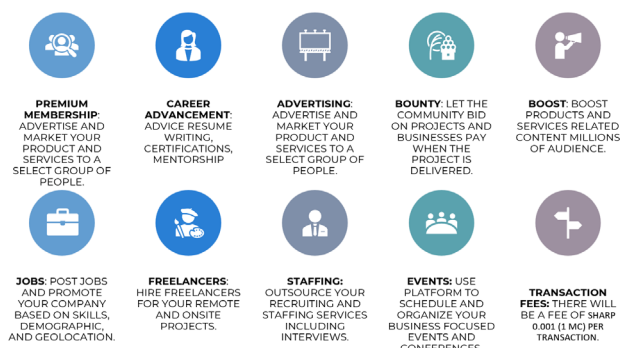 PREMIUM
MEMBERSHIP:
ADVERTISE AND
MARKET YOUR
PRODUCT AND
SERVICES TO A
SELECT GROUP OF
PEOPLE.
CAREER
ADVANCEMENT:
ADVICE RESUME
WRITING,
CERTIFICATIONS,
MENTORSHIP
ADVERTISING:
ADVERTISE AND
MARKET YOUR
PRODUCT AND
SERVICES TO A
SELECT GROUP OF
PEOPLE.
BOUNTY: LET THE
COMMUNITY BID
ON PROJECTS AND
BUSINESSES PAY
WHEN THE
PROJECT IS
DELIVERED.
BOOST: BOOST
PRODUCTS AND
SERVICES RELATED
CONTENT MILLIONS
OF AUDIENCE.
JOBS: POST JOBS
AND PROMOTE
YOUR COMPANY
BASED ON SKILLS,
DEMOGRAPHIC,
AND GEOLOCATION.
FREELANCERS:
HIRE FREELANCERS
FOR YOUR REMOTE
AND ONSITE
PROJECTS.
STAFFING:
OUTSOURCE YOUR
RECRUITING AND
STAFFING SERVICES
INCLUDING
INTERVIEWS.
EVENTS: USE
PLATFORM TO
SCHEDULE AND
ORGANIZE YOUR
BUSINESS FOCUSED
EVENTS AND
CONFERENCES
TRANSACTION
FEES: THERE WILL
BE A FEE OF SHARP
0.001 (1 MC) PER
TRANSACTION.